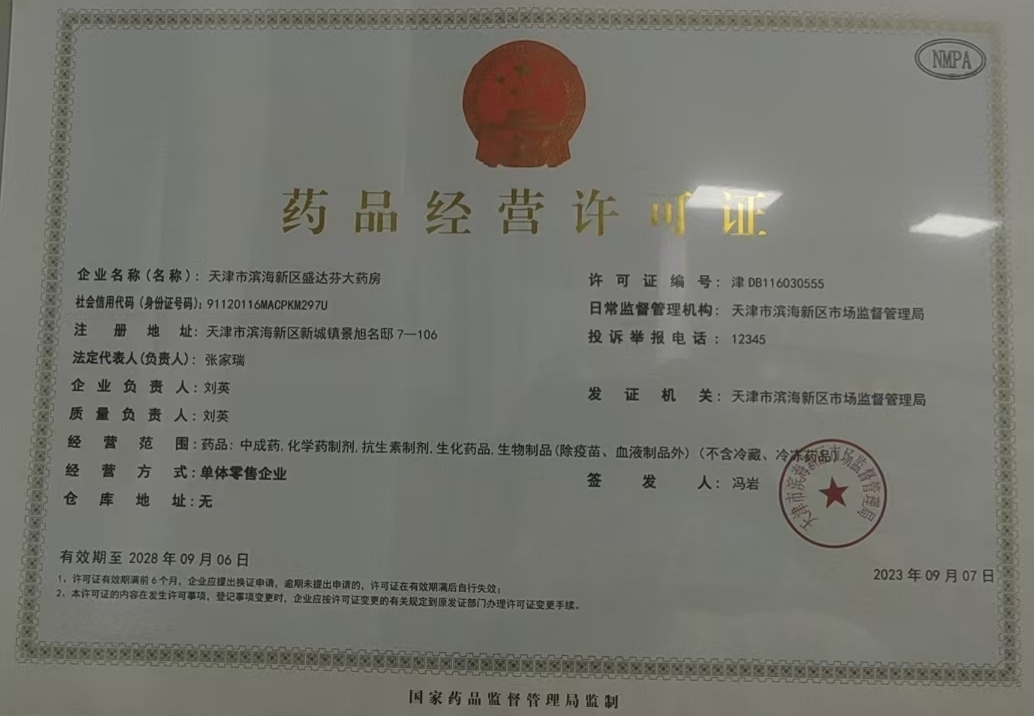 NMPA
药品经营许可证
企业名称(名称)：天津市滨海新区盛达芬大药房
社会信用代码(身份证号码)：91120116MACPKM297U
注册地址：天津市滨海新区新城镇景旭名邸7—106
法定代表人(负责人)：张家瑞
企业负责人：刘英
质量负责人：刘英
经营范围：药品：中成药,化学药制剂,抗生素制剂,生化药品,生物制品(除疫苗、血液制品外)（不含冷藏、冷冻药品）
经营方式：单体零售企业
仓库地址：无
许可证编号：津DB116030555
日常监督管理机构：天津市滨海新区市场监督管理局
投诉举报电话：12345
发证机关：天津市滨海新区市场监督管理局
签发人：冯岩
天津市滨海新区市场监督管理局
有效期至2028年09月06日
1、许可证有效期满前6个月，企业应提出换证申请，逾期未提出申请的，许可证在有效期满后自行失效；
2、本许可证的内容在发生许可事项、登记事项变更时，企业应按许可证变更的有关规定到原发证部门办理许可证变更手续。
2023年09月07日
国家药品监督管理局监制